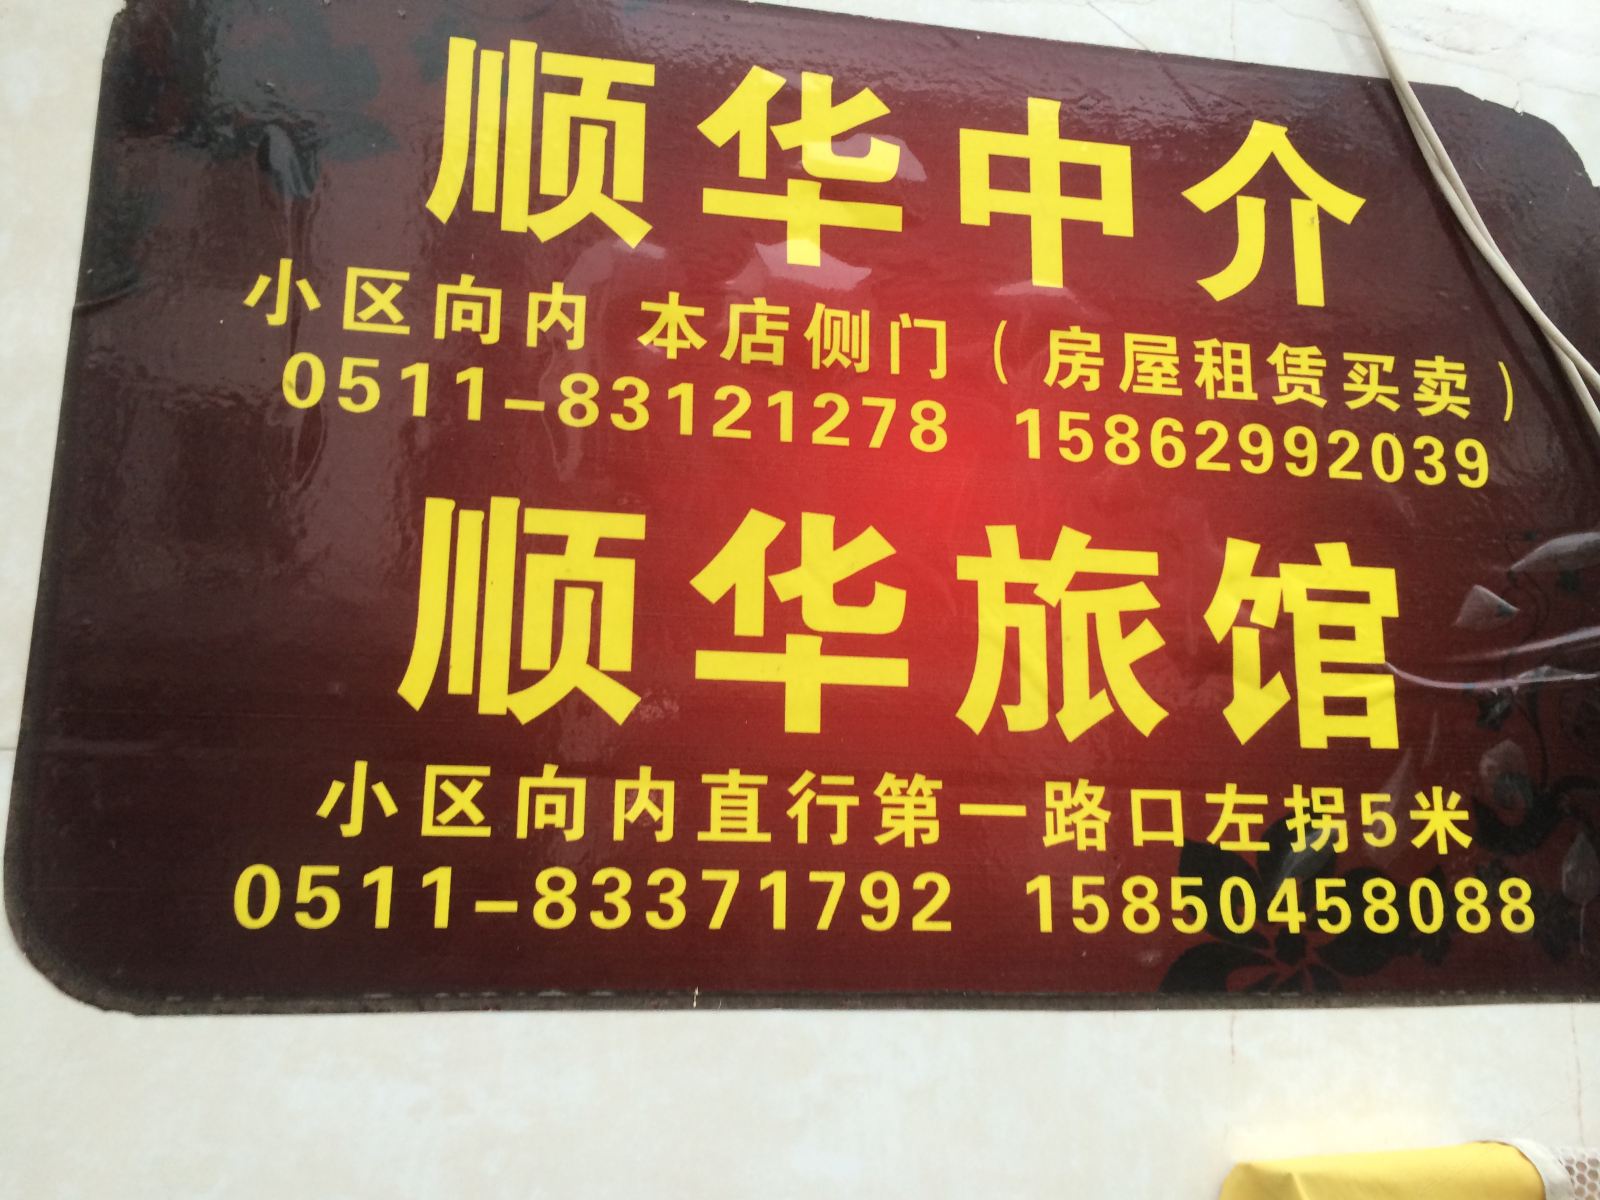 顺华中介
小区向内 本店侧门（房屋租赁买卖）
0511-83121278 15862992039
顺华旅馆
小区向内直行第一路口左拐5米
0511-83371792 15850458088